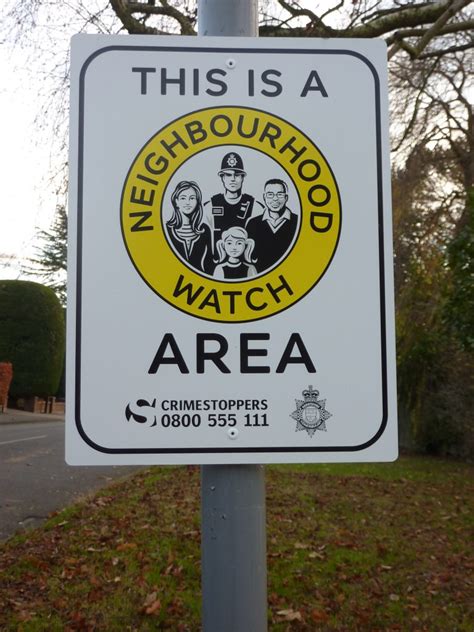 THIS IS A
NEIGHBOURHOOD
WATCH
AREA
CRIMESTOPPERS
0800 555 111